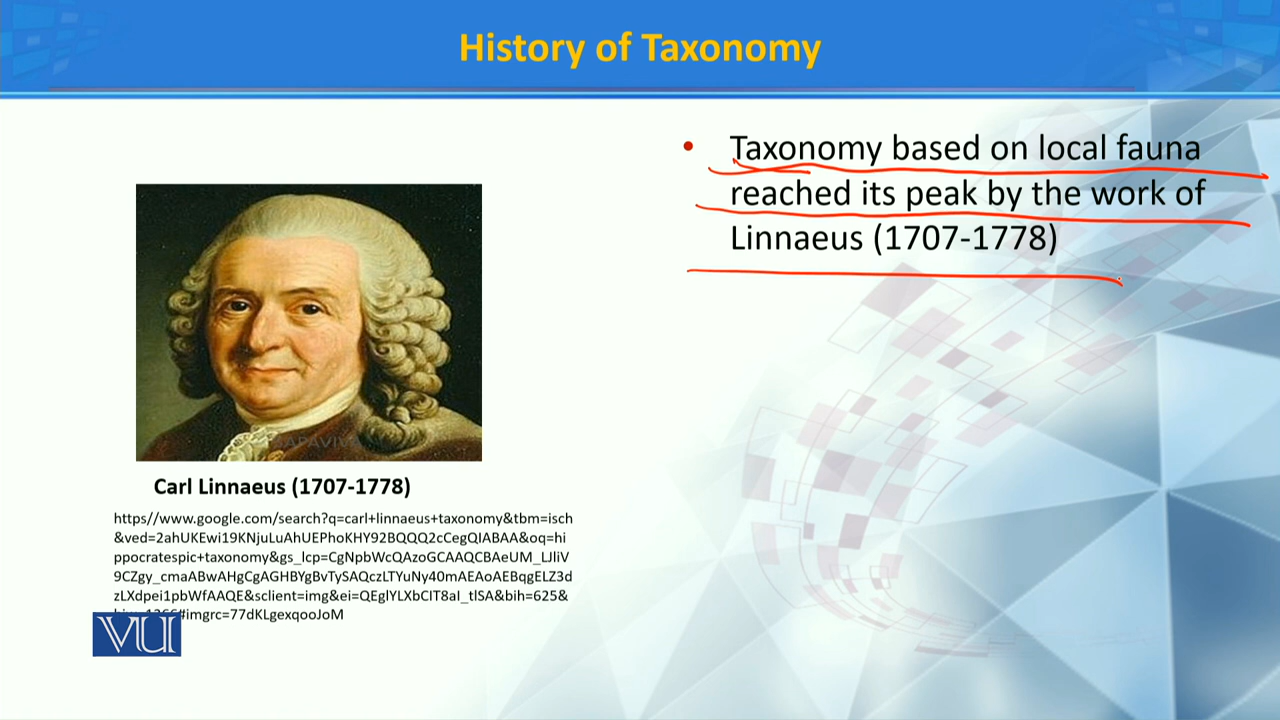 History of Taxonomy
• Taxonomy based on local fauna
reached its peak by the work of
Linnaeus (1707-1778)
Carl Linnaeus (1707-1778)
https//www.google.com/search?q=carl+linnaeus+taxonomy&tbm=isch
&ved=2ahUKEwi19KNjuLuAhUEPhoKHY92BQQQ2cCegQIABAA&oq=hi
ppocratespic+taxonomy&gs_lcp=CgNpbWcQAzoGCAAQCBAeUM_LJliV
9CZgy_cmaABwAHgCgAGHBYgBvTySAQczLTYuNy40mAEAoAEBqgELZ3d
zLXdpei1pbWfAAQE&sclient=img&ei=QEglYLXbCIT8aI_tlSA&bih=625&
#imgrc=77dKLgexqooJoM
VU